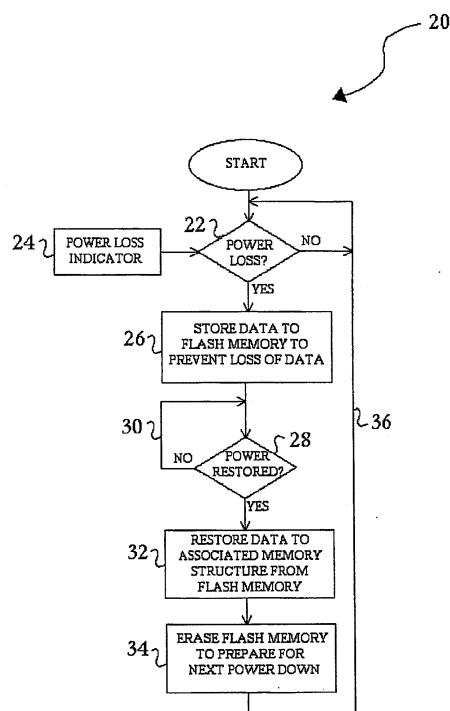 20
START
22
24
POWER LOSS
INDICATOR
POWER
LOSS?
NO
YES
26
STORE DATA TO
FLASH MEMORY TO
PREVENT LOSS OF DATA
30
28
36
NO
POWER
RESTORED?
YES
32
RESTORE DATA TO
ASSOCIATED MEMORY
STRUCTURE FROM
FLASH MEMORY
34
ERASE FLASH MEMORY
TO PREPARE FOR
NEXT POWER DOWN